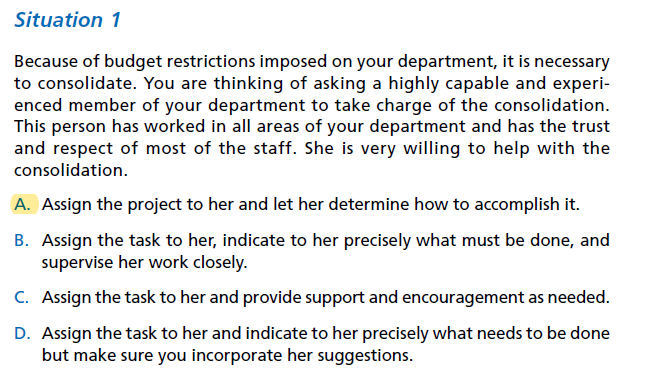 Situation 1
Because of budget restrictions imposed on your department, it is necessary
to consolidate. You are thinking of asking a highly capable and experi-
enced member of your department to take charge of the consolidation.
This person has worked in all areas of your department and has the trust
and respect of most of the staff. She is very willing to help with the
consolidation.
A. Assign the project to her and let her determine how to accomplish it.
B. Assign the task to her, indicate to her precisely what must be done, and
supervise her work closely.
C. Assign the task to her and provide support and encouragement as needed.
D. Assign the task to her and indicate to her precisely what needs to be done
but make sure you incorporate her suggestions.